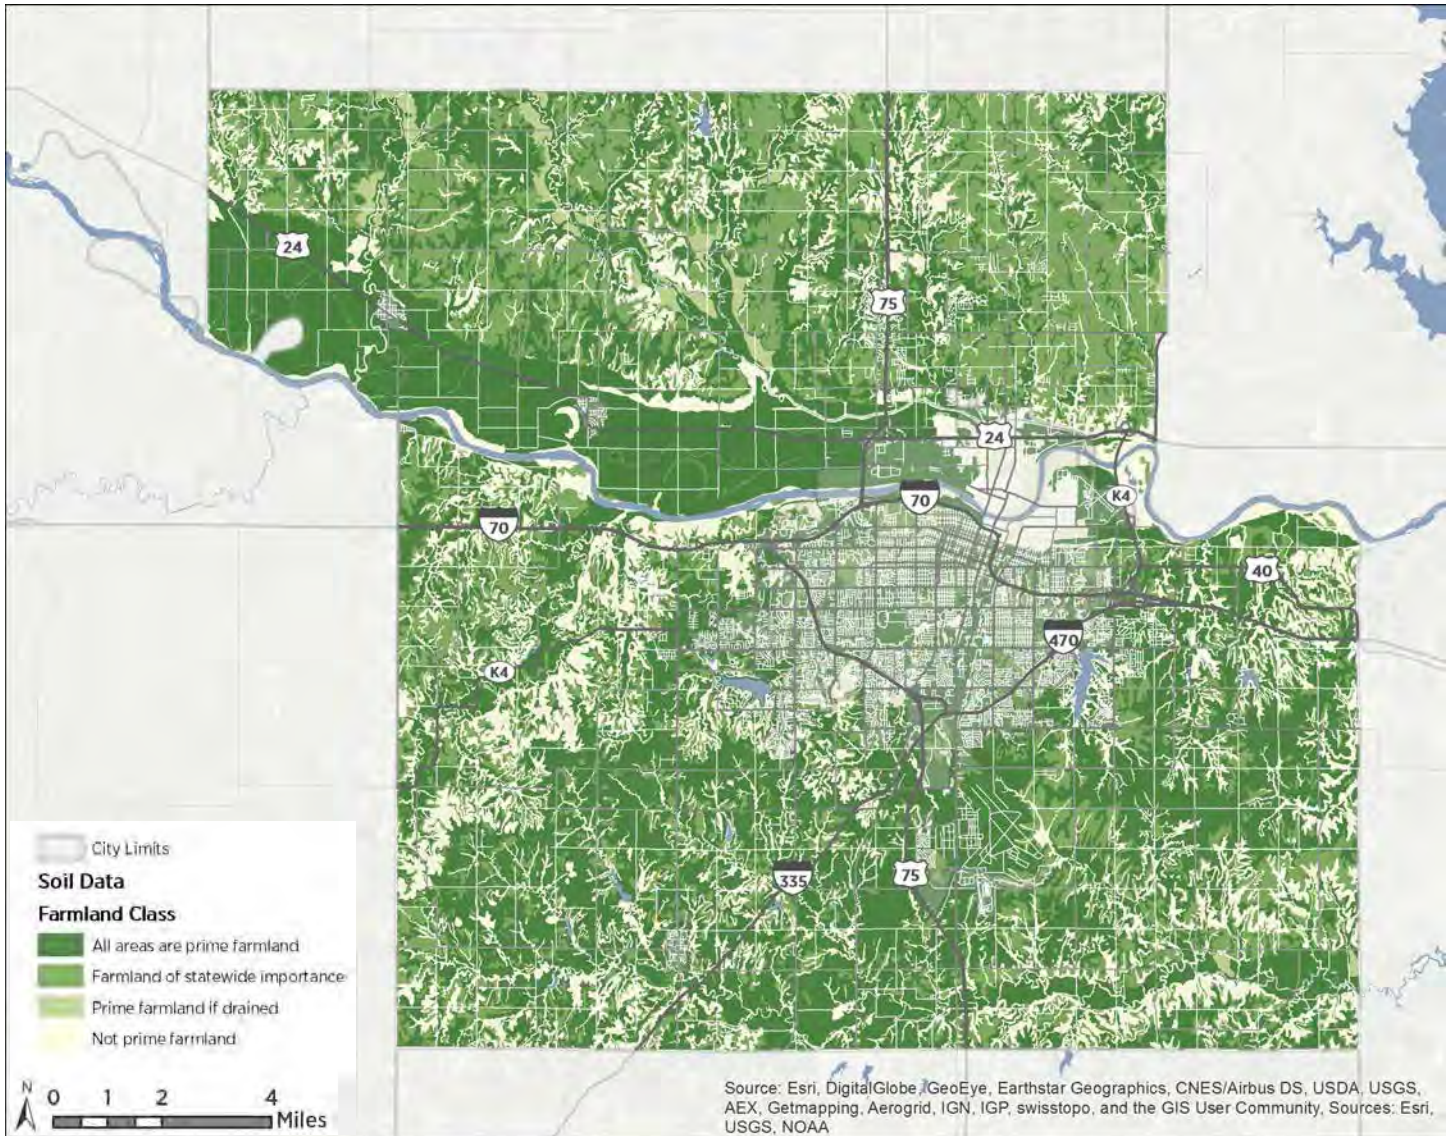 24
75
24
70
K4
70
40
470
K4
335
75
City Limits
Soil Data
Farmland Class
All areas are prime farmland
Farmland of statewide importance
Prime farmland if drained
Not prime farmland
N
0 1 2 4
Miles
Source: Esri, DigitalGlobe, GeoEye, Earthstar Geographics, CNES/Airbus DS, USDA, USGS,
AEX, Getmapping, Aerogrid, IGN, IGP, swisstopo, and the GIS User Community, Sources: Esri,
USGS, NOAA